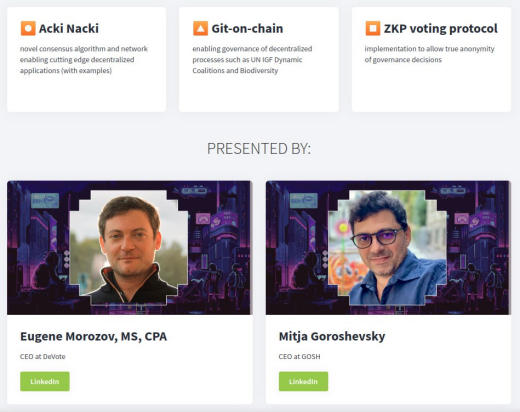 Acki Nacki
novel consensus algorithm and network
enabling cutting edge decentralized
applications (with examples)
Git-on-chain
enabling governance of decentralized
processes such as UN IGF Dynamic
Coalitions and Biodiversity
ZKP voting protocol
implementation to allow true anonymity
of governance decisions
PRESENTED BY:
Eugene Morozov, MS, CPA
CEO at DeVote
LinkedIn
Mitja Goroshevsky
CEO at GOSH
LinkedIn